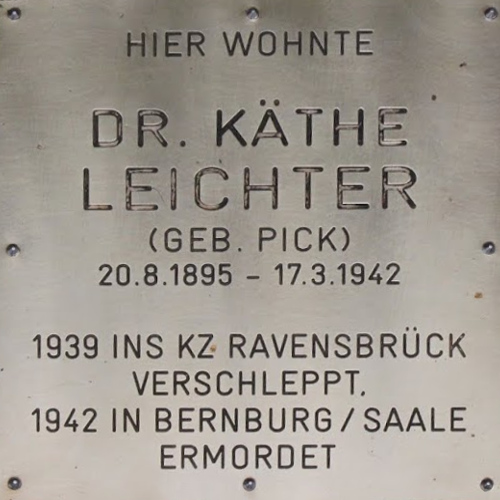 HIER WOHNTE
DR. KÄTHE
LEICHTER
(GEB. PICK)
20.8.1895 – 17.3.1942
1939 INS KZ RAVENSBRÜCK
VERSCHLEPPT,
1942 IN BERNBURG / SAALE
ERMORDET